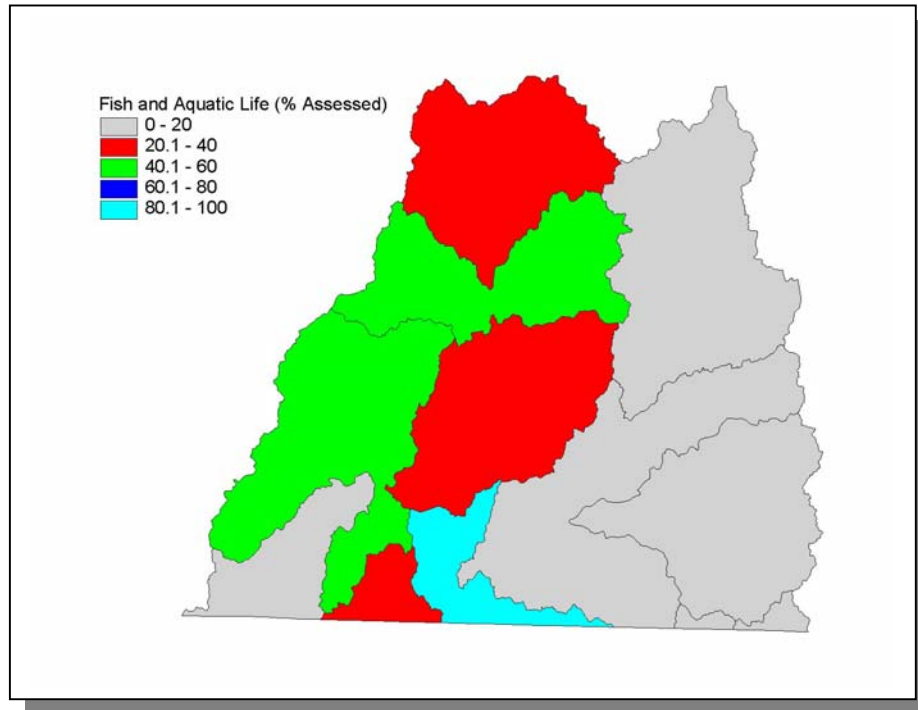 Fish and Aquatic Life (% Assessed)
0 - 20
20.1 - 40
40.1 - 60
60.1 - 80
80.1 - 100